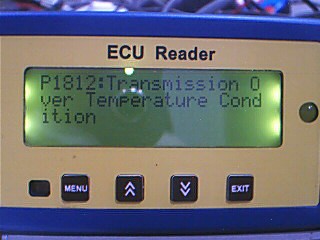 ECU Reader
P1812:Transmission O
ver Temperature Cond
ition
MENU
EXIT